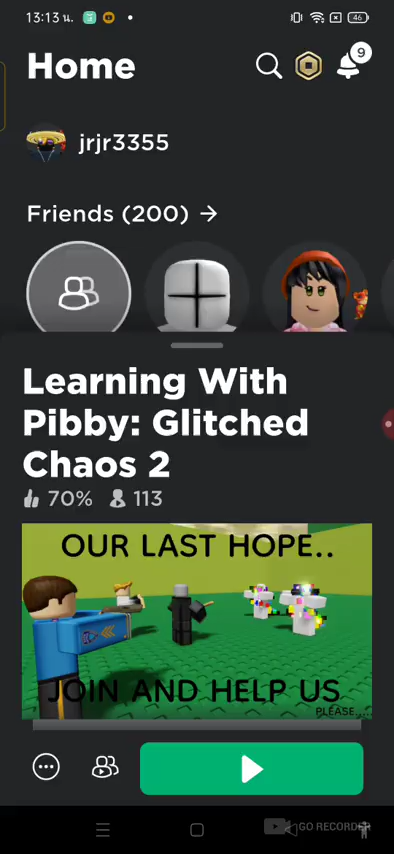 13:13 น.
46
Home
9
jrjr3355
Friends (200) →
Learning With
Pibby: Glitched
Chaos 2
70% 113
OUR LAST HOPE..
JOIN AND HELP US
PLEASE....
GO RECORDER